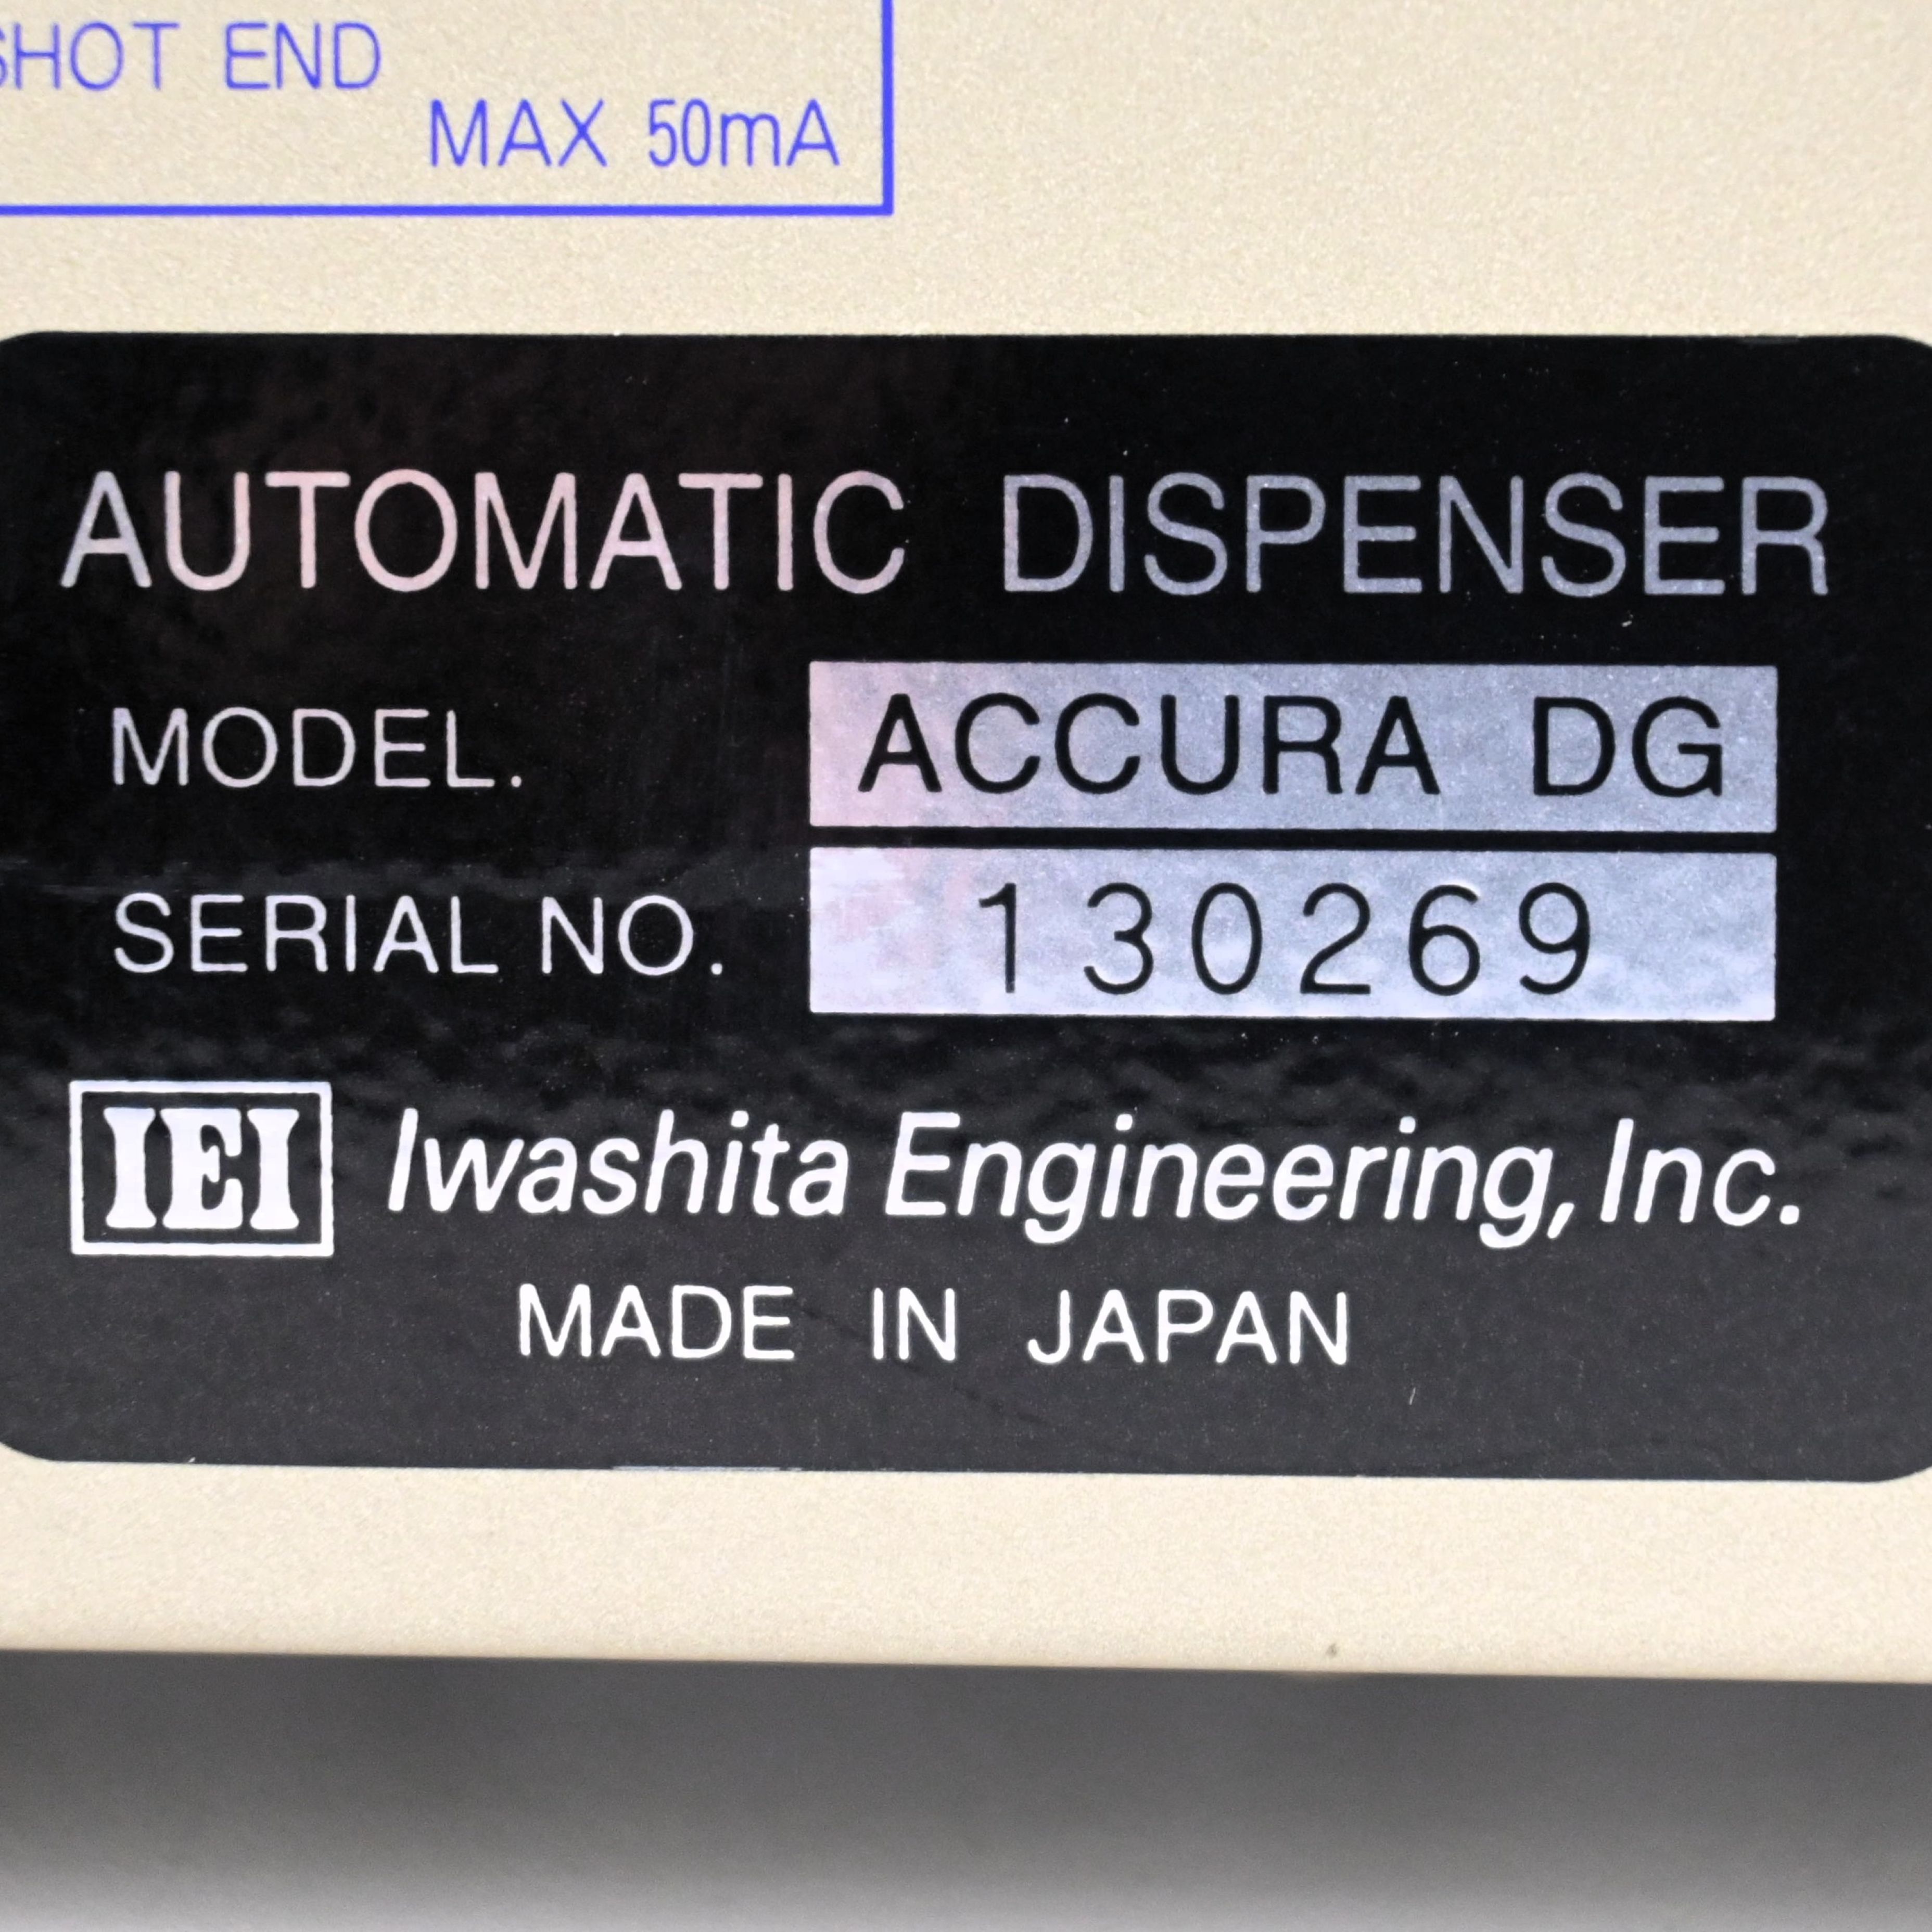 SHOT END
MAX 50mA
AUTOMATIC DISPENSER
MODEL. ACCURA DG
SERIAL NO. 130269
IEI Iwashita Engineering, Inc.
MADE IN JAPAN